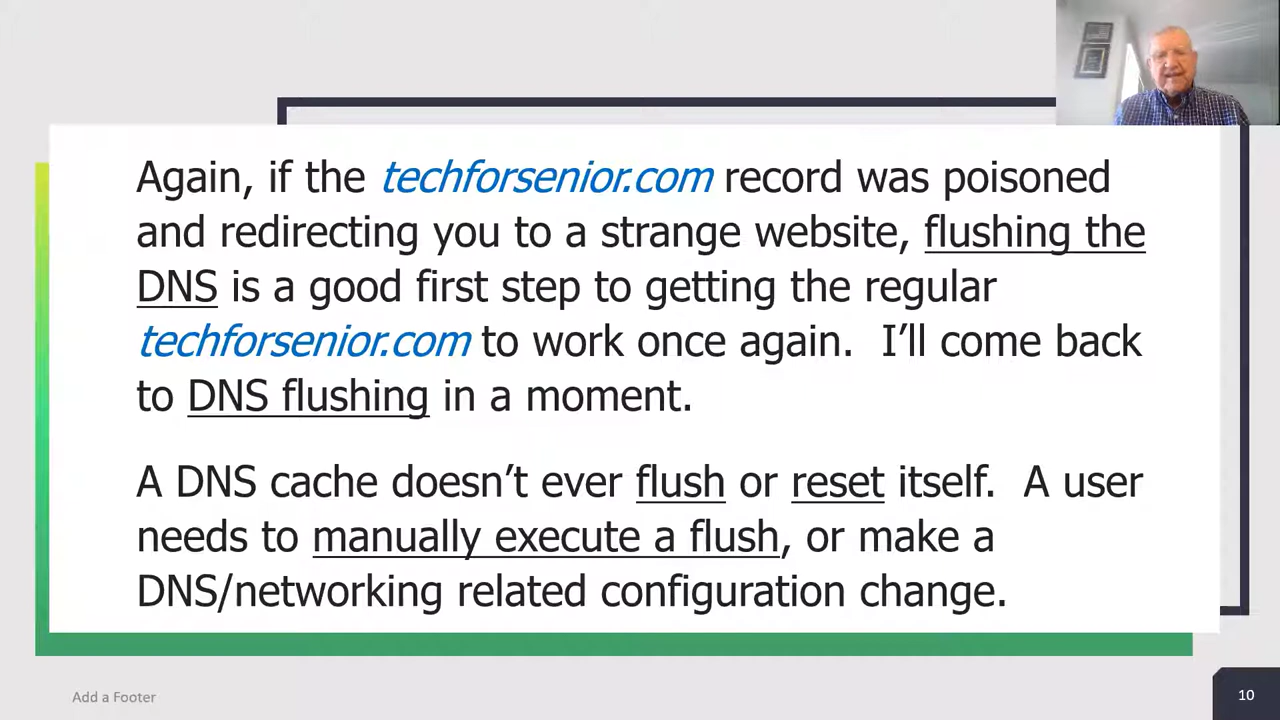 Again, if the techforsenior.com record was poisoned
and redirecting you to a strange website, flushing the
DNS is a good first step to getting the regular
techforsenior.com to work once again.  I’ll come back
to DNS flushing in a moment.
A DNS cache doesn’t ever flush or reset itself.  A user
needs to manually execute a flush, or make a
DNS/networking related configuration change.
Add a Footer
10